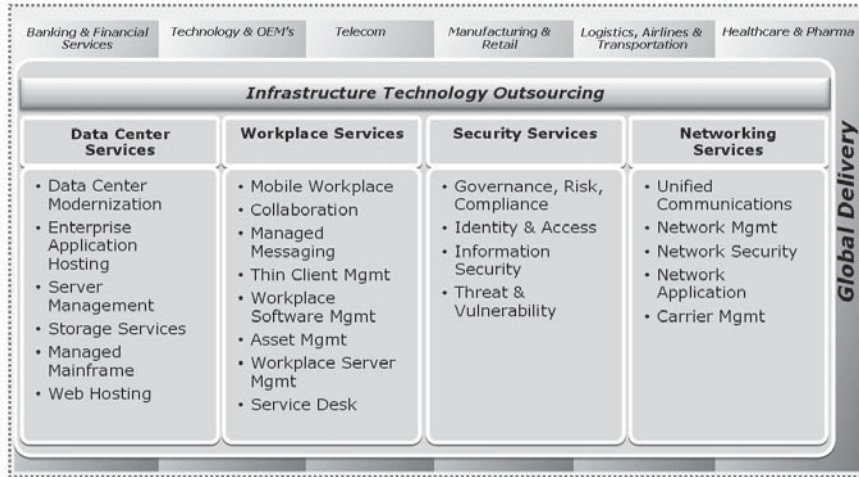 Banking & Financial
Services
Technology & OEM's
Telecom
Manufacturing &
Retail
Logistics, Airlines &
Transportation
Healthcare & Pharma
Infrastructure Technology Outsourcing
Data Center
Services
• Data Center
Modernization
• Enterprise
Application
Hosting
• Server
Management
• Storage Services
• Managed
Mainframe
• Web Hosting
Workplace Services
• Mobile Workplace
• Collaboration
• Managed
Messaging
• Thin Client Mgmt
• Workplace
Software Mgmt
• Asset Mgmt
• Workplace Server
Mgmt
• Service Desk
Security Services
• Governance, Risk,
Compliance
• Identity & Access
• Information
Security
• Threat &
Vulnerability
Networking
Services
• Unified
Communications
• Network Mgmt
• Network Security
• Network
Application
• Carrier Mgmt
Global Delivery